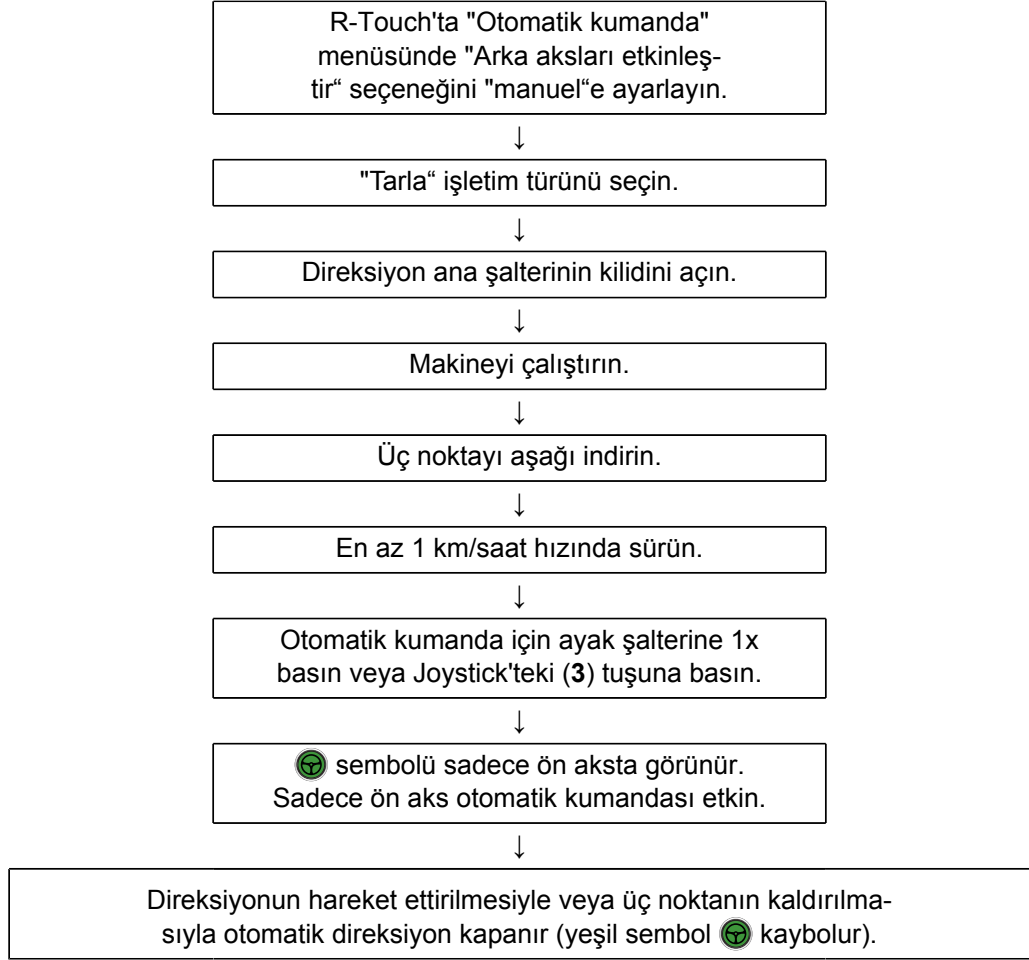 R-Touch'ta "Otomatik kumanda"
menüsünde "Arka aksları etkinleş-
tir“ seçeneğini "manuel“e ayarlayın.
↓
"Tarla“ işletim türünü seçin.
↓
Direksiyon ana şalterinin kilidini açın.
↓
Makineyi çalıştırın.
↓
Üç noktayı aşağı indirin.
↓
En az 1 km/saat hızında sürün.
↓
Otomatik kumanda için ayak şalterine 1x
basın veya Joystick'teki (3) tuşuna basın.
↓
sembolü sadece ön aksta görünür.
Sadece ön aks otomatik kumandası etkin.
↓
Direksiyonun hareket ettirilmesiyle veya üç noktanın kaldırılma-
sıyla otomatik direksiyon kapanır (yeşil sembol kaybolur).